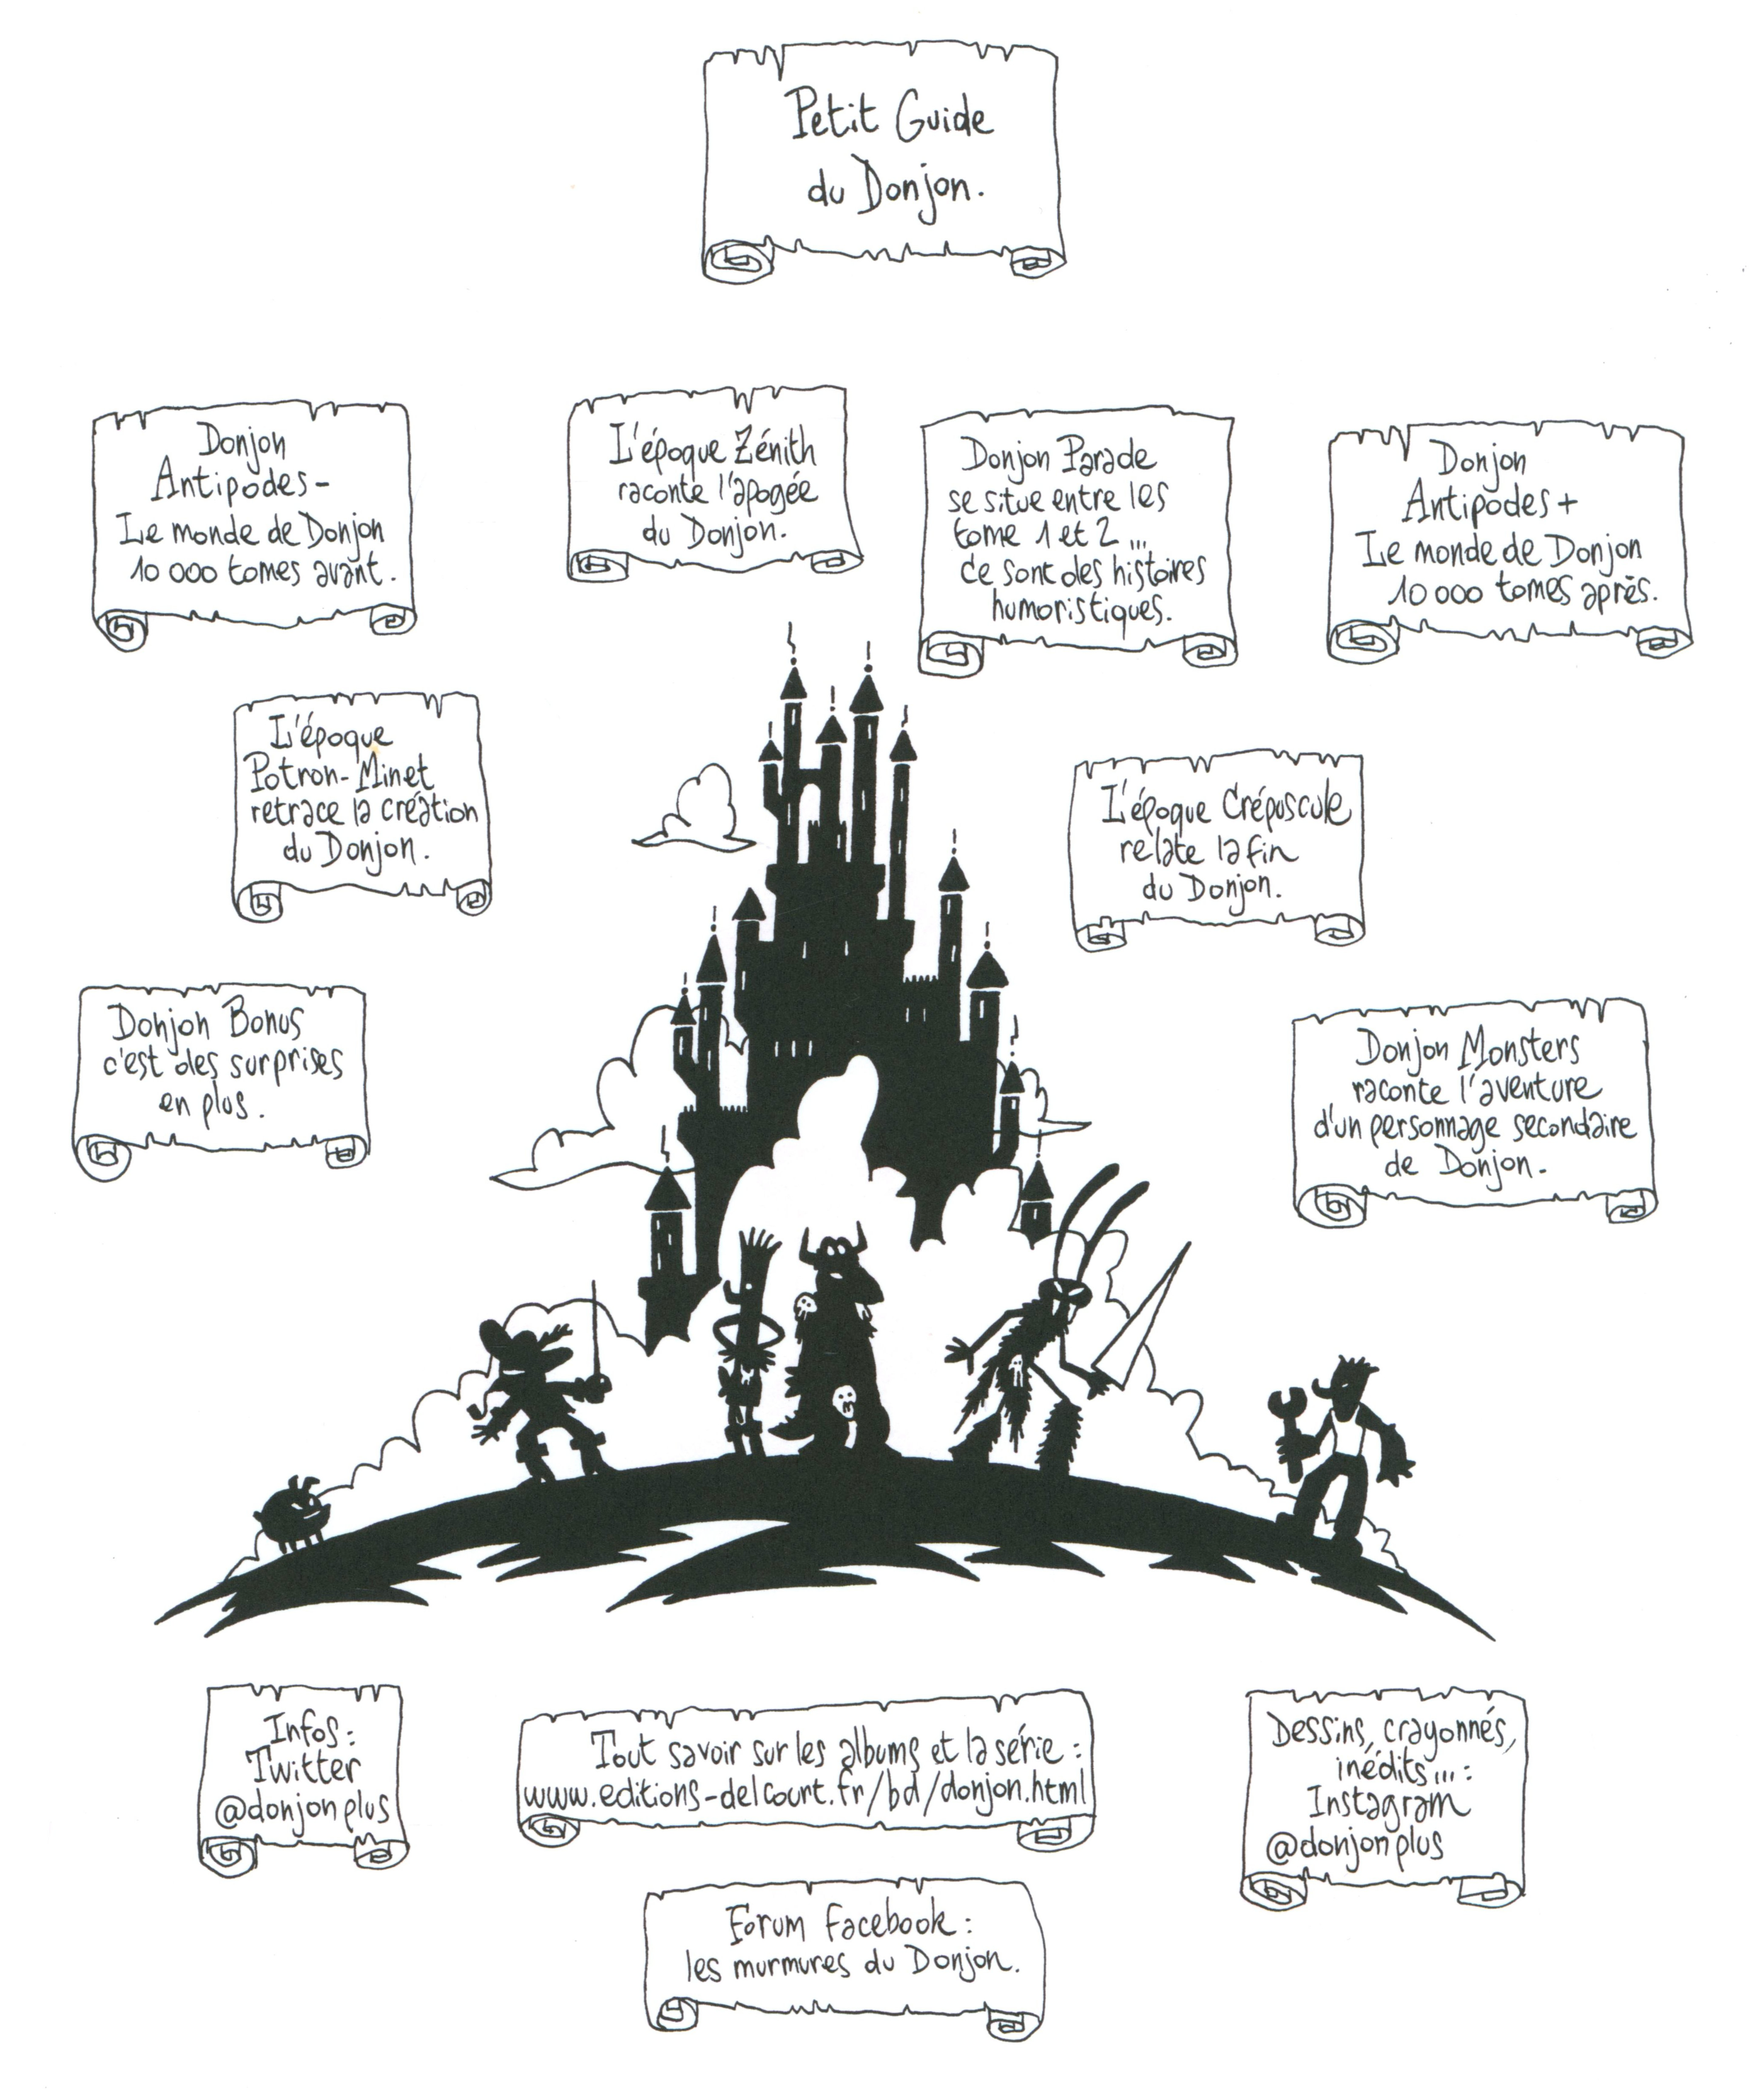 Petit Guide
du Donjon.
Donjon
Antipodes-
Le monde de Donjon
10 000 tomes avant.
L'époque Zénith
raconte l'apogée
du Donjon.
Donjon Parade
se situe entre les
tome 1 et 2...
Ce sont des histoires
humoristiques.
Donjon
Antipodes+
Le monde de Donjon
10 000 tomes après.
L'époque
Potron-Minet
retrace la création
du Donjon.
L'époque Crépuscule
relate la fin
du Donjon.
Donjon Bonus
c'est des surprises
en plus.
Donjon Monsters
raconte l'aventure
d'un personnage secondaire
de Donjon.
Infos:
Twitter
@donjonplus
Tout savoir sur les albums et la série :
www.editions-delcourt.fr/bd/donjon.html
Dessins, crayonnés,
inédits...:
Instagram
@donjonplus
Forum Facebook :
les murmures du Donjon.